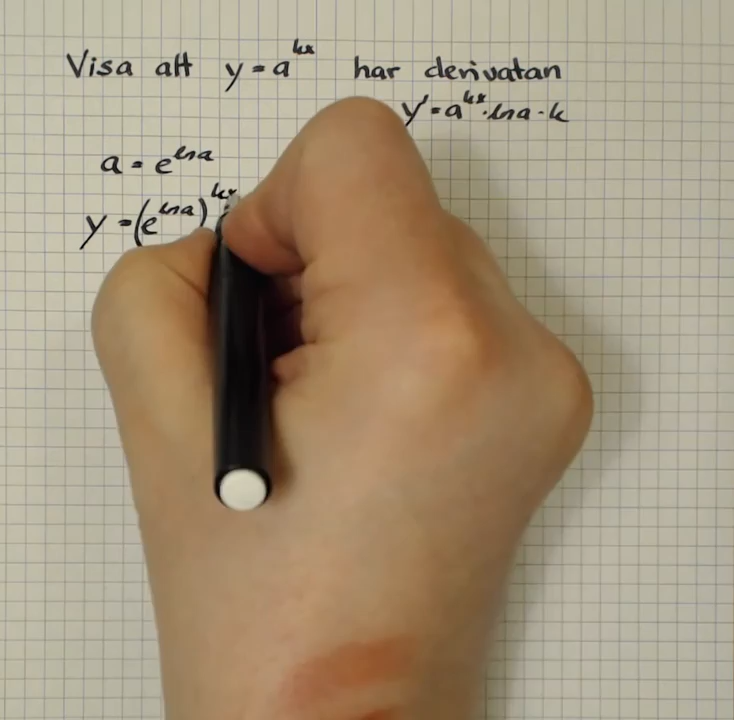 Visa att y = a^kx har derivatan
y' = a^kx · ln a · k
a = e^ln a
y = (e^ln a)^kx